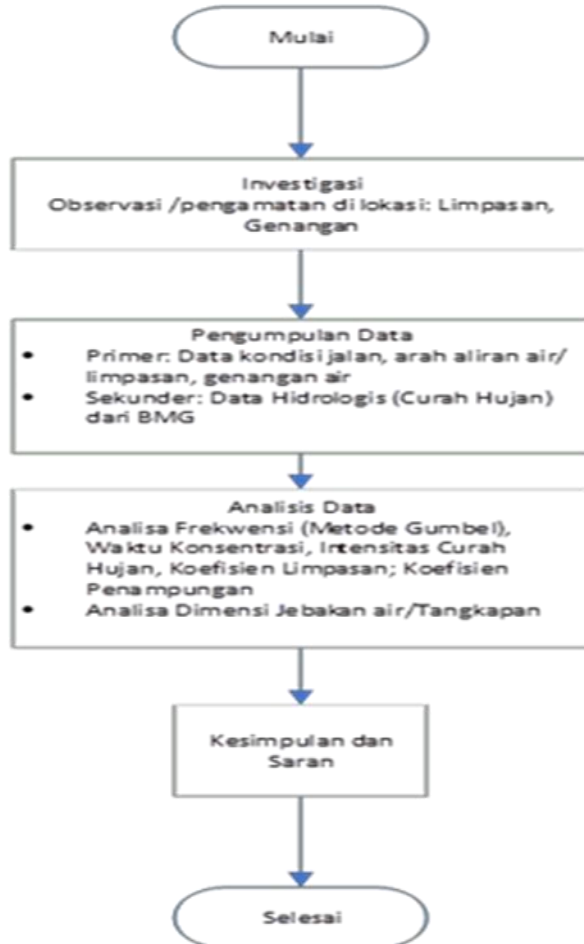 Mulai
Investigasi
Observasi /pengamatan di lokasi: Limpasan,
Genangan
Pengumpulan Data
• Primer: Data kondisi jalan, arah aliran air/
limpasan, genangan air
• Sekunder: Data Hidrologis (Curah Hujan)
dari BMG
Analisis Data
• Analisa Frekwensi (Metode Gumbel),
Waktu Konsentrasi, Intensitas Curah
Hujan, Koefisien Limpasan; Koefisien
Penampungan
• Analisa Dimensi Jebakan air/Tangkapan
Kesimpulan dan
Saran
Selesai